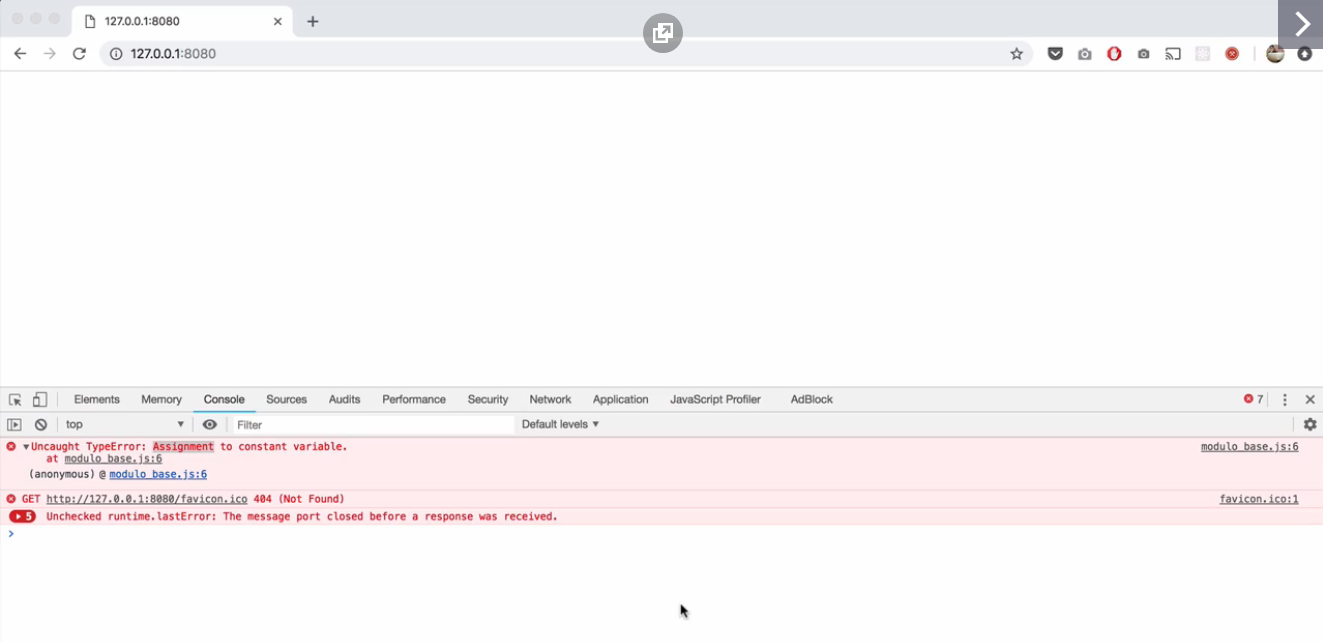 127.0.0.1:8080
127.0.0.1:8080
Elements Memory Console Sources Audits Performance Security Network Application JavaScript Profiler AdBlock 7
top Filter Default levels
Uncaught TypeError: Assignment to constant variable. modulo_base.js:6
at modulo_base.js:6
(anonymous) @ modulo_base.js:6
GET http://127.0.0.1:8080/favicon.ico 404 (Not Found) favicon.ico:1
5 Unchecked runtime.lastError: The message port closed before a response was received.